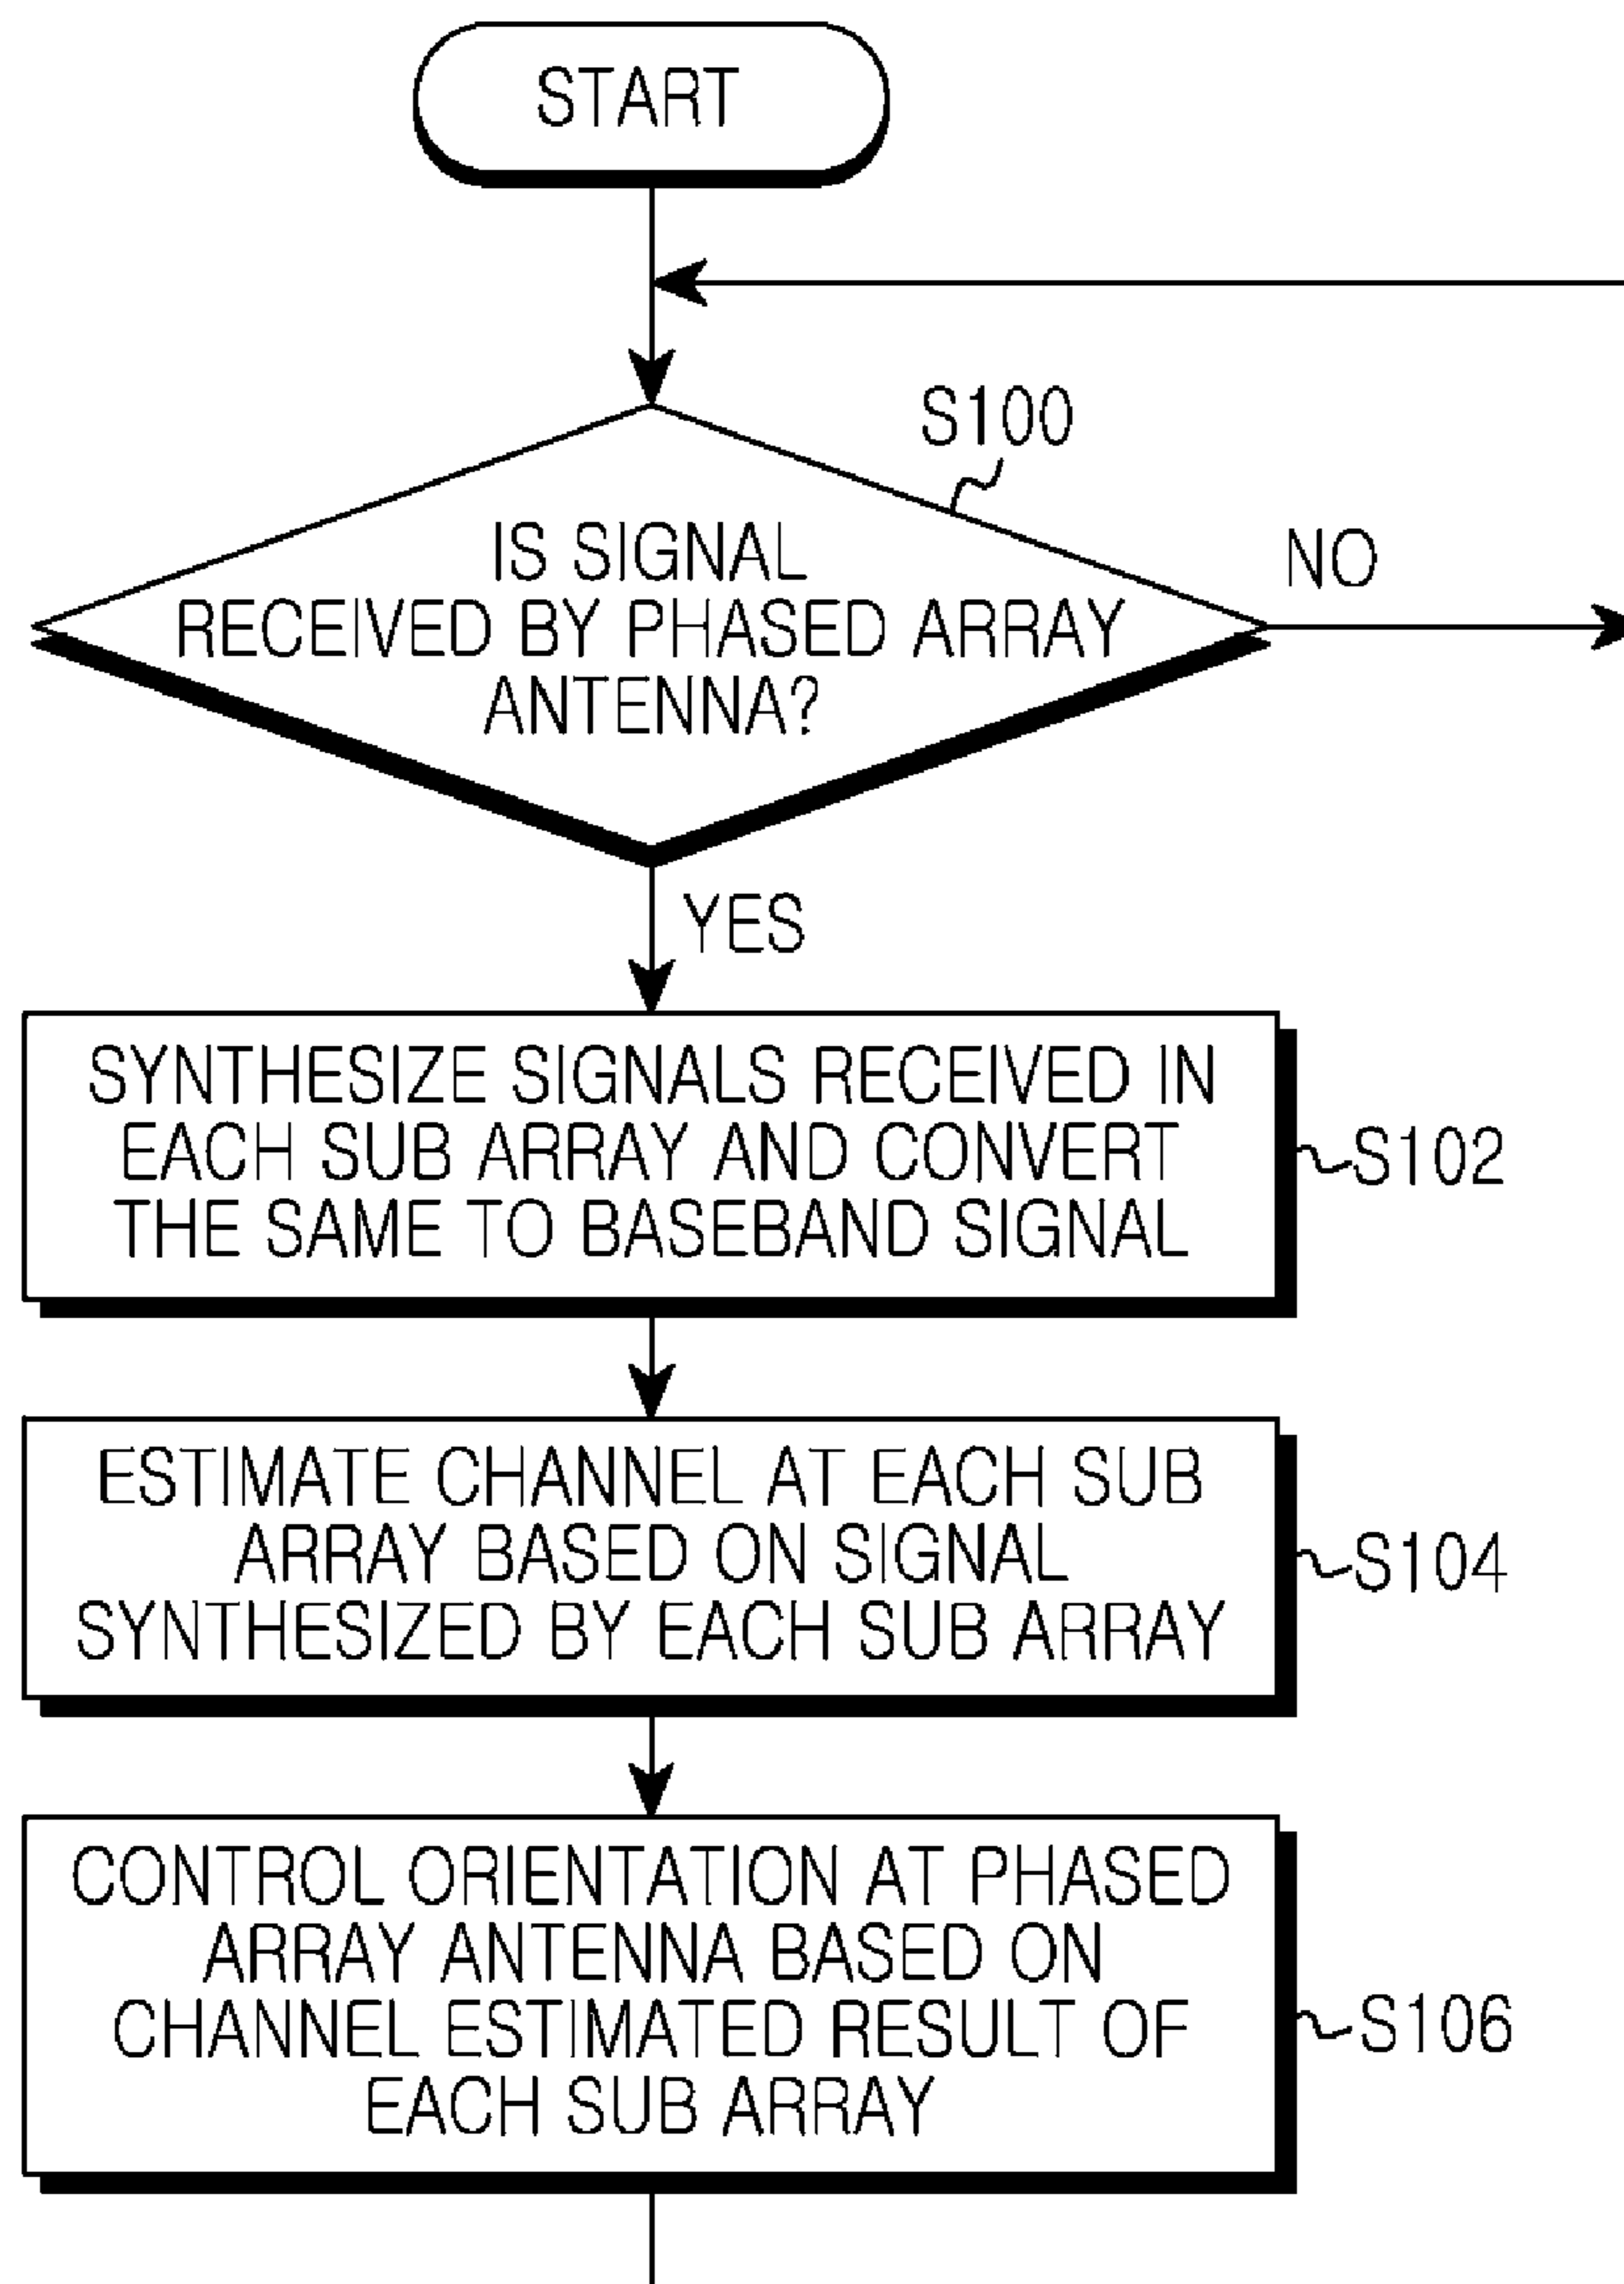 START
S100
IS SIGNAL
RECEIVED BY PHASED ARRAY
ANTENNA?
NO
YES
SYNTHESIZE SIGNALS RECEIVED IN
EACH SUB ARRAY AND CONVERT
THE SAME TO BASEBAND SIGNAL
S102
ESTIMATE CHANNEL AT EACH SUB
ARRAY BASED ON SIGNAL
SYNTHESIZED BY EACH SUB ARRAY
S104
CONTROL ORIENTATION AT PHASED
ARRAY ANTENNA BASED ON
CHANNEL ESTIMATED RESULT OF
EACH SUB ARRAY
S106